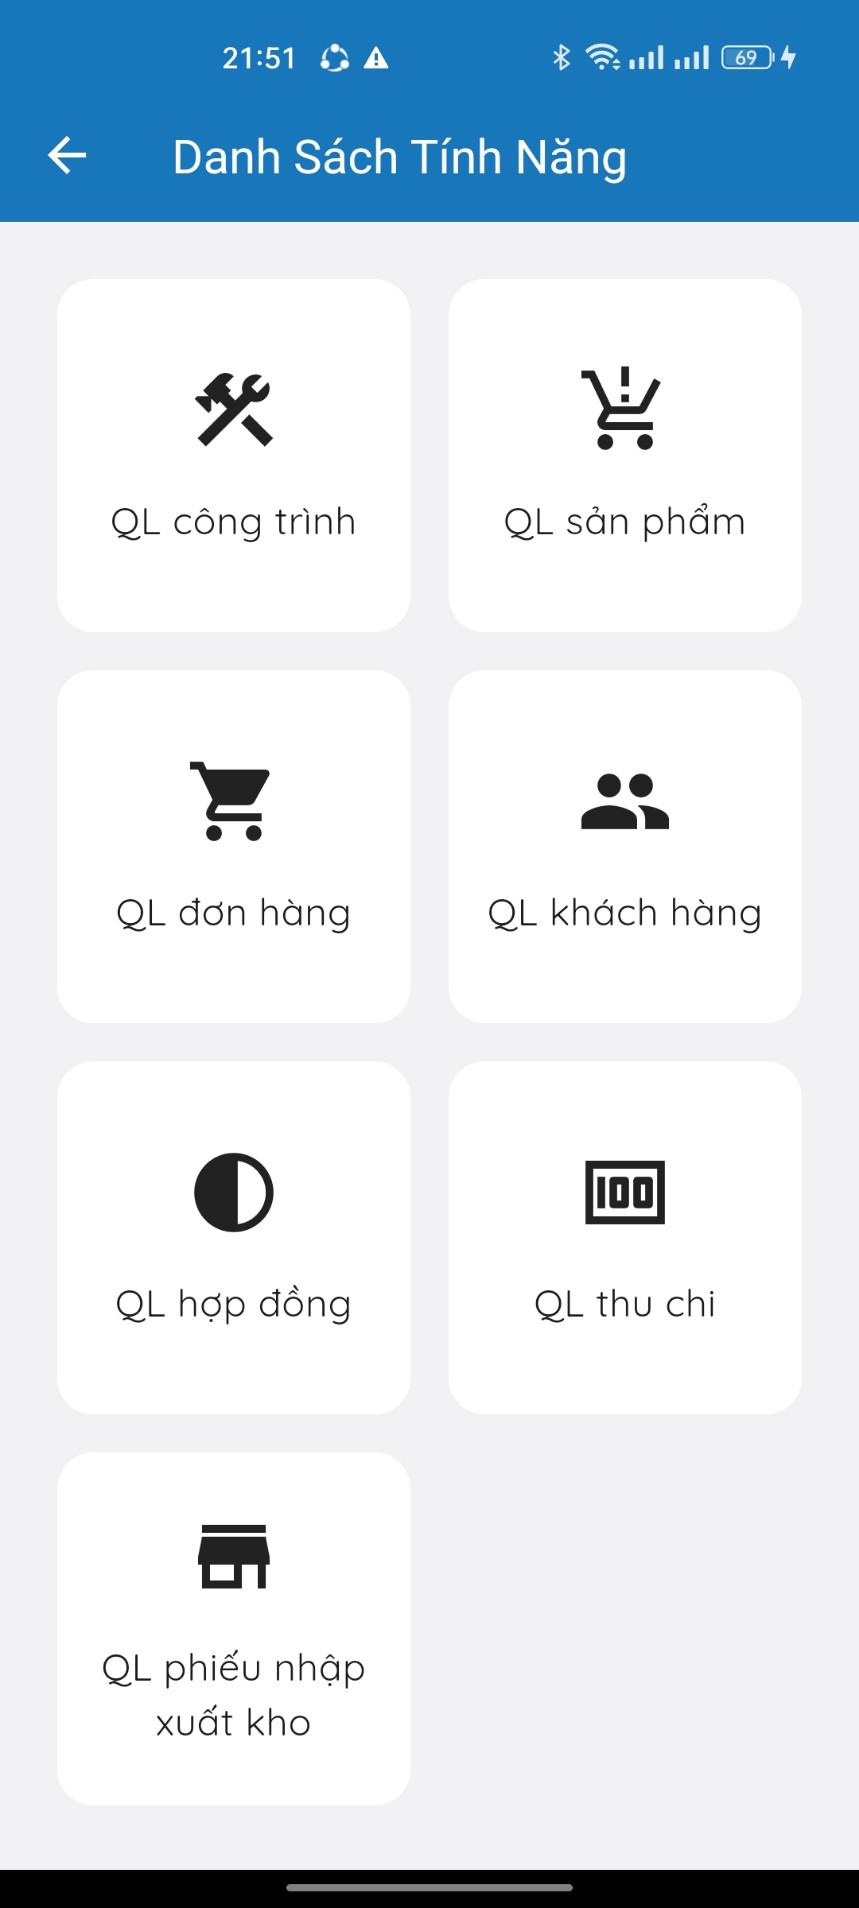 21:51
69
Danh Sách Tính Năng
QL công trình
QL sản phẩm
QL đơn hàng
QL khách hàng
100
QL hợp đồng
QL thu chi
QL phiếu nhập
xuất kho